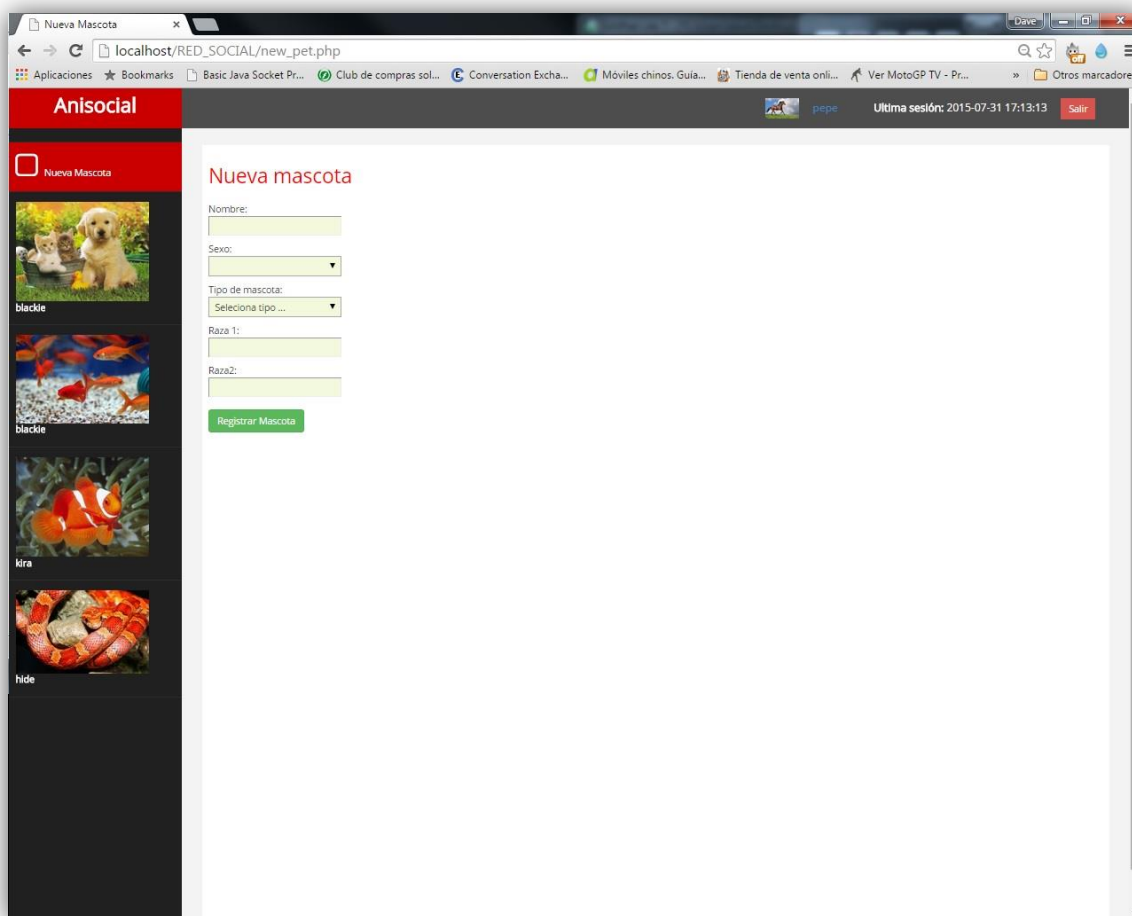 Nueva Mascota
Dave
localhost/RED_SOCIAL/new_pet.php
off
Aplicaciones Bookmarks Basic Java Socket Pr... Club de compras sol... Conversation Excha... Móviles chinos. Guía... Tienda de venta onli... Ver MotoGP TV - Pr... » Otros marcadore
Anisocial
pepe Ultima sesión: 2015-07-31 17:13:13 Salir
Nueva Mascota
blackie
blackie
kira
hide
Nueva mascota
Nombre:
Sexo:
Tipo de mascota:
Seleciona tipo ...
Raza 1:
Raza2:
Registrar Mascota